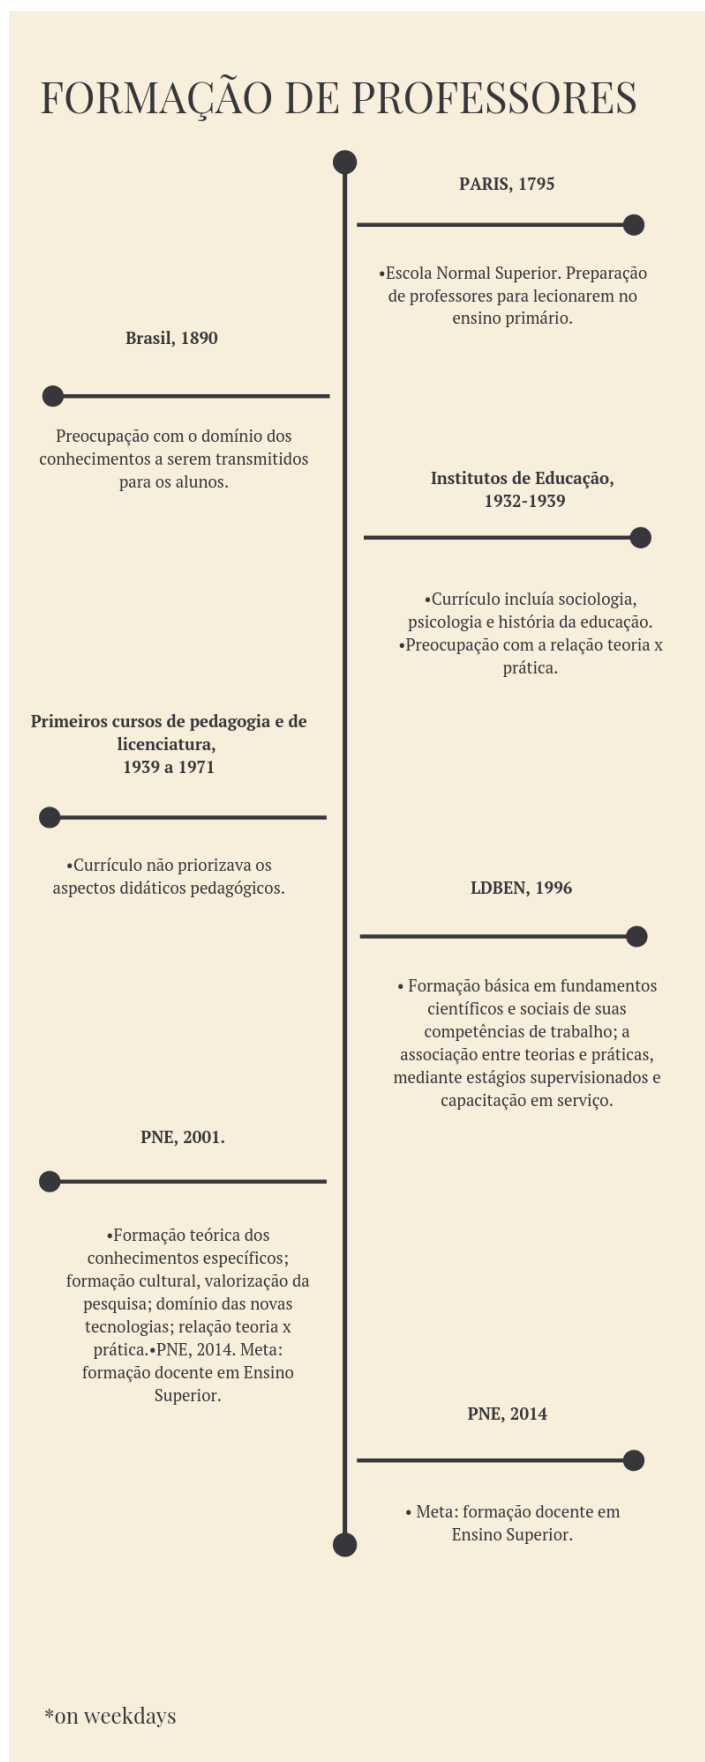 FORMAÇÃO DE PROFESSORES
PARIS, 1795
•Escola Normal Superior. Preparação
de professores para lecionarem no
ensino primário.
Brasil, 1890
Preocupação com o domínio dos
conhecimentos a serem transmitidos
para os alunos.
Institutos de Educação,
1932-1939
•Currículo incluía sociologia,
psicologia e história da educação.
•Preocupação com a relação teoria x
prática.
Primeiros cursos de pedagogia e de
licenciatura,
1939 a 1971
•Currículo não priorizava os
aspectos didáticos pedagógicos.
LDBEN, 1996
• Formação básica em fundamentos
científicos e sociais de suas
competências de trabalho; a
associação entre teorias e práticas,
mediante estágios supervisionados e
capacitação em serviço.
PNE, 2001.
•Formação teórica dos
conhecimentos específicos;
formação cultural, valorização da
pesquisa; domínio das novas
tecnologias; relação teoria x
prática.•PNE, 2014. Meta:
formação docente em Ensino
Superior.
PNE, 2014
• Meta: formação docente em
Ensino Superior.
*on weekdays